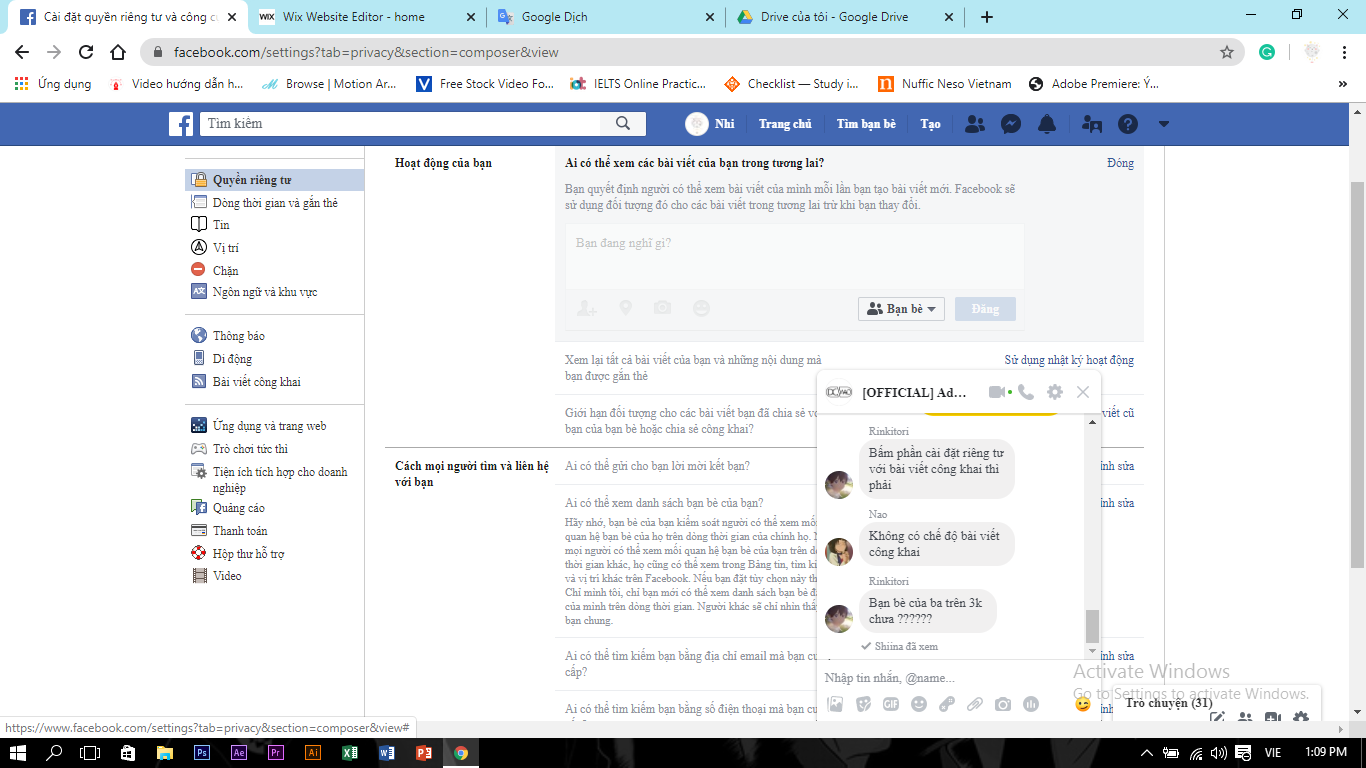 Cài đặt quyền riêng tư và công cụ
Wix Website Editor - home
Google Dịch
Drive của tôi - Google Drive
facebook.com/settings?tab=privacy&section=composer&view
Ứng dụng
Video hướng dẫn h...
Browse | Motion Ar...
Free Stock Video Fo...
IELTS Online Practic...
Checklist — Study i...
Nuffic Neso Vietnam
Adobe Premiere: Ý...
Tìm kiếm
Nhi
Trang chủ
Tìm bạn bè
Tạo
Quyền riêng tư
Dòng thời gian và gắn thẻ
Tin
Vị trí
Chặn
Ngôn ngữ và khu vực
Thông báo
Di động
Bài viết công khai
Ứng dụng và trang web
Trò chơi tức thì
Tiện ích tích hợp cho doanh
nghiệp
Quảng cáo
Thanh toán
Hộp thư hỗ trợ
Video
Hoạt động của bạn
Ai có thể xem các bài viết của bạn trong tương lai?
Đóng
Bạn quyết định người có thể xem bài viết của mình mỗi lần bạn tạo bài viết mới. Facebook sẽ
sử dụng đối tượng đó cho các bài viết trong tương lai trừ khi bạn thay đổi.
Bạn đang nghĩ gì?
Bạn bè
Đăng
Xem lại tất cả bài viết của bạn và những nội dung mà
bạn được gắn thẻ
Sử dụng nhật ký hoạt động
Giới hạn đối tượng cho các bài viết bạn đã chia sẻ vớ
bạn của bạn bè hoặc chia sẻ công khai?
viết cũ
Cách mọi người tìm và liên hệ
với bạn
Ai có thể gửi cho bạn lời mời kết bạn?
ỉnh sửa
Ai có thể xem danh sách bạn bè của bạn?
ỉnh sửa
Hãy nhớ, bạn bè của bạn kiểm soát người có thể xem mối
quan hệ bạn bè của họ trên dòng thời gian của chính họ. N
mọi người có thể xem mối quan hệ bạn bè của bạn trên d
thời gian khác, họ cũng có thể xem trong Bảng tin, tìm ki
và vị trí khác trên Facebook. Nếu bạn đặt tùy chọn này th
Chỉ mình tôi, chỉ bạn mới có thể xem danh sách bạn bè đ
của mình trên dòng thời gian. Người khác sẽ chỉ nhìn thấ
bạn chung.
Ai có thể tìm kiếm bạn bằng địa chỉ email mà bạn cu
cấp?
ỉnh sửa
Ai có thể tìm kiếm bạn bằng số điện thoại mà bạn cu
[OFFICIAL] Ad...
Rinkitori
Bấm phần cài đặt riêng tư
với bài viết công khai thì
phải
Nao
Không có chế độ bài viết
công khai
Rinkitori
Bạn bè của ba trên 3k
chưa ??????
Shiina đã xem
Nhập tin nhắn, @name...
GIF
Activate Windows
Go to Settings to activate Windows.
Trò chuyện (31)
https://www.facebook.com/settings?tab=privacy&section=composer&view#
VIE
1:09 PM